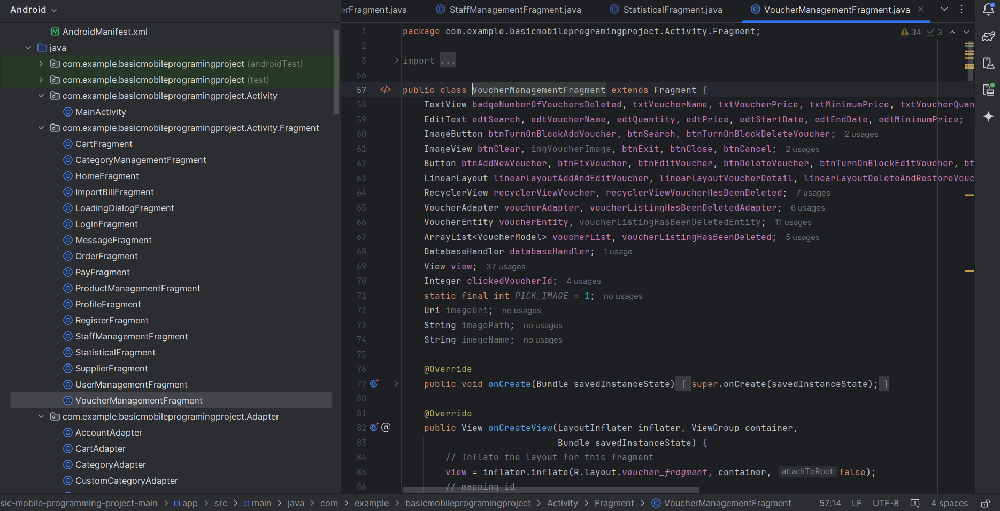 Android
AndroidManifest.xml
java
com.example.basicmobileprogramingproject (androidTest)
com.example.basicmobileprogramingproject (test)
com.example.basicmobileprogramingproject.Activity
MainActivity
com.example.basicmobileprogramingproject.Activity.Fragment
CartFragment
CategoryManagementFragment
HomeFragment
ImportBillFragment
LoadingDialogFragment
LoginFragment
MessageFragment
OrderFragment
PayFragment
ProductManagementFragment
ProfileFragment
RegisterFragment
StaffManagementFragment
StatisticalFragment
SupplierFragment
UserManagementFragment
VoucherManagementFragment
com.example.basicmobileprogramingproject.Adapter
AccountAdapter
CartAdapter
CategoryAdapter
CustomCategoryAdapter
erFragment.java StaffManagementFragment.java StatisticalFragment.java VoucherManagementFragment.java
34 3
1 package com.example.basicmobileprogramingproject.Activity.Fragment;
2
3 import ...
56
57 public class VoucherManagementFragment extends Fragment {
58 TextView badgeNumberOfVouchersDeleted, txtVoucherName, txtVoucherPrice, txtMinimumPrice, txtVoucherQuan
59 EditText edtSearch, edtVoucherName, edtQuantity, edtPrice, edtStartDate, edtEndDate, edtMinimumPrice;
60 ImageButton btnTurnOnBlockAddVoucher, btnSearch, btnTurnOnBlockDeleteVoucher; 2 usages
61 ImageView btnClear, imgVoucherImage, btnExit, btnClose, btnCancel; 2 usages
62 Button btnAddNewVoucher, btnFixVoucher, btnEditVoucher, btnDeleteVoucher, btnTurnOnBlockEditVoucher, bt
63 LinearLayout linearLayoutAddAndEditVoucher, linearLayoutVoucherDetail, linearLayoutDeleteAndRestoreVouc
64 RecyclerView recyclerViewVoucher, recyclerViewVoucherHasBeenDeleted; 7 usages
65 VoucherAdapter voucherAdapter, voucherListingHasBeenDeletedAdapter; 6 usages
66 VoucherEntity voucherEntity, voucherListingHasBeenDeletedEntity; 11 usages
67 ArrayList<VoucherModel> voucherList, voucherListingHasBeenDeleted; 5 usages
68 DatabaseHandler databaseHandler; 1 usage
69 View view; 37 usages
70 Integer clickedVoucherId; 4 usages
71 static final int PICK_IMAGE = 1; no usages
72 Uri imageUri; no usages
73 String imagePath; no usages
74 String imageName; no usages
75
76 @Override
77 public void onCreate(Bundle savedInstanceState) { super.onCreate(savedInstanceState); }
80
81 @Override
82 public View onCreateView(LayoutInflater inflater, ViewGroup container,
83 Bundle savedInstanceState) {
84 // Inflate the layout for this fragment
85 view = inflater.inflate(R.layout.voucher_fragment, container, attachToRoot: false);
86 // mapping id
sic-mobile-programming-project-main > app > src > main > java > com > example > basicmobileprogramingproject > Activity > Fragment > VoucherManagementFragment 57:14 LF UTF-8 4 spaces